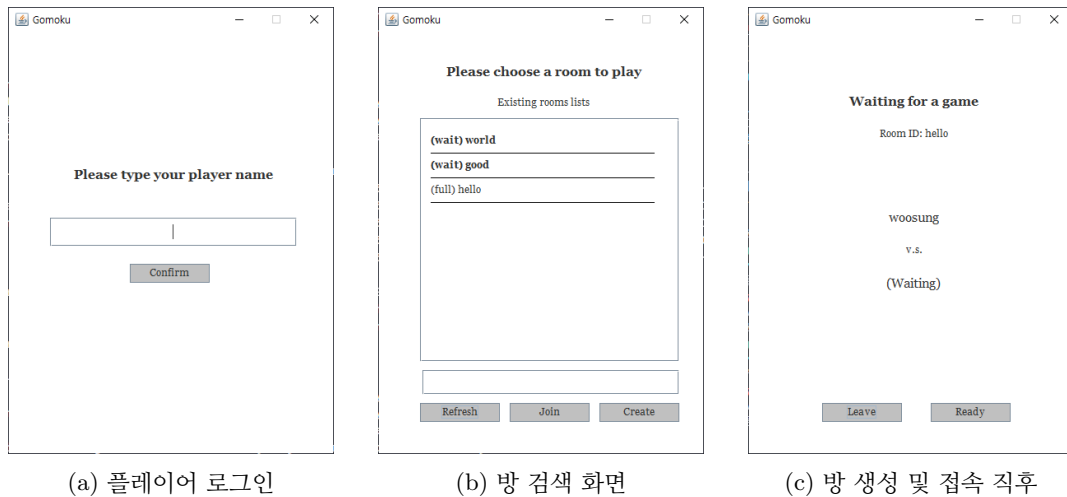 Gomoku
Please type your player name
Confirm
(a) 플레이어 로그인
Gomoku
Please choose a room to play
Existing rooms lists
(wait) world
(wait) good
(full) hello
Refresh Join Create
(b) 방 검색 화면
Gomoku
Waiting for a game
Room ID: hello
woosung
v.s.
(Waiting)
Leave Ready
(c) 방 생성 및 접속 직후